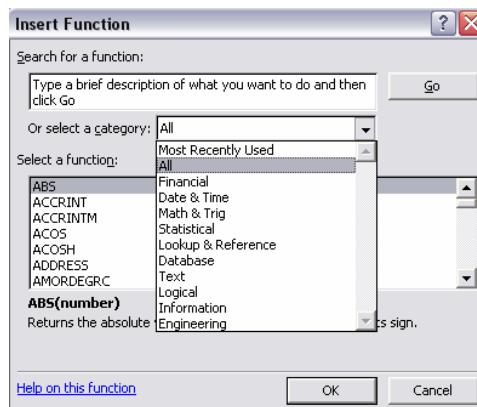 Insert Function
Search for a function:
Type a brief description of what you want to do and then
click Go
Go
Or select a category: All
Most Recently Used
All
Financial
Date & Time
Math & Trig
Statistical
Lookup & Reference
Database
Text
Logical
Information
Engineering
Select a function:
ABS
ACCRINT
ACCRINTM
ACOS
ACOSH
ADDRESS
AMORDEGRC
ABS(number)
Returns the absolute sign.
Help on this function
OK
Cancel